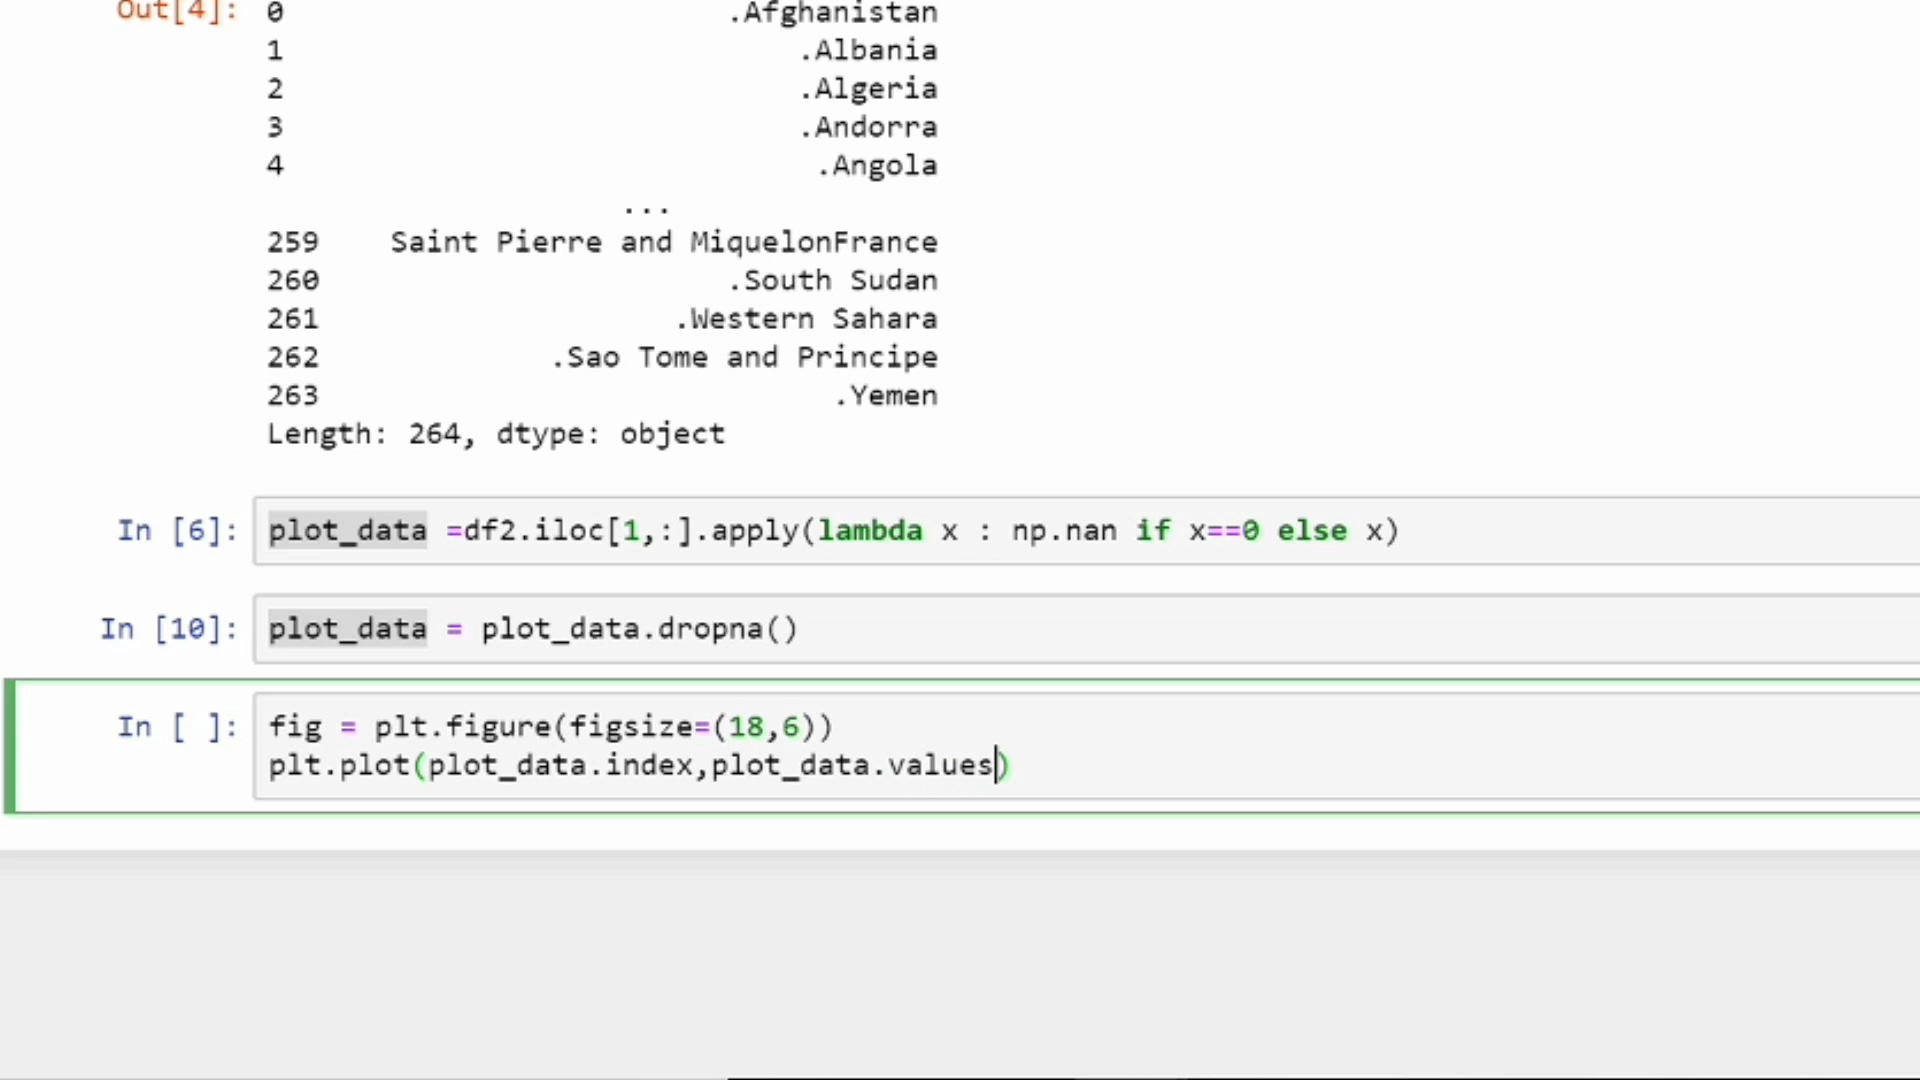 Out[4]: 0 .Afghanistan
1 .Albania
2 .Algeria
3 .Andorra
4 .Angola
...
259 Saint Pierre and MiquelonFrance
260 .South Sudan
261 .Western Sahara
262 .Sao Tome and Principe
263 .Yemen
Length: 264, dtype: object
In [6]: plot_data =df2.iloc[1,:].apply(lambda x : np.nan if x==0 else x)
In [10]: plot_data = plot_data.dropna()
In [ ]: fig = plt.figure(figsize=(18,6))
plt.plot(plot_data.index,plot_data.values)